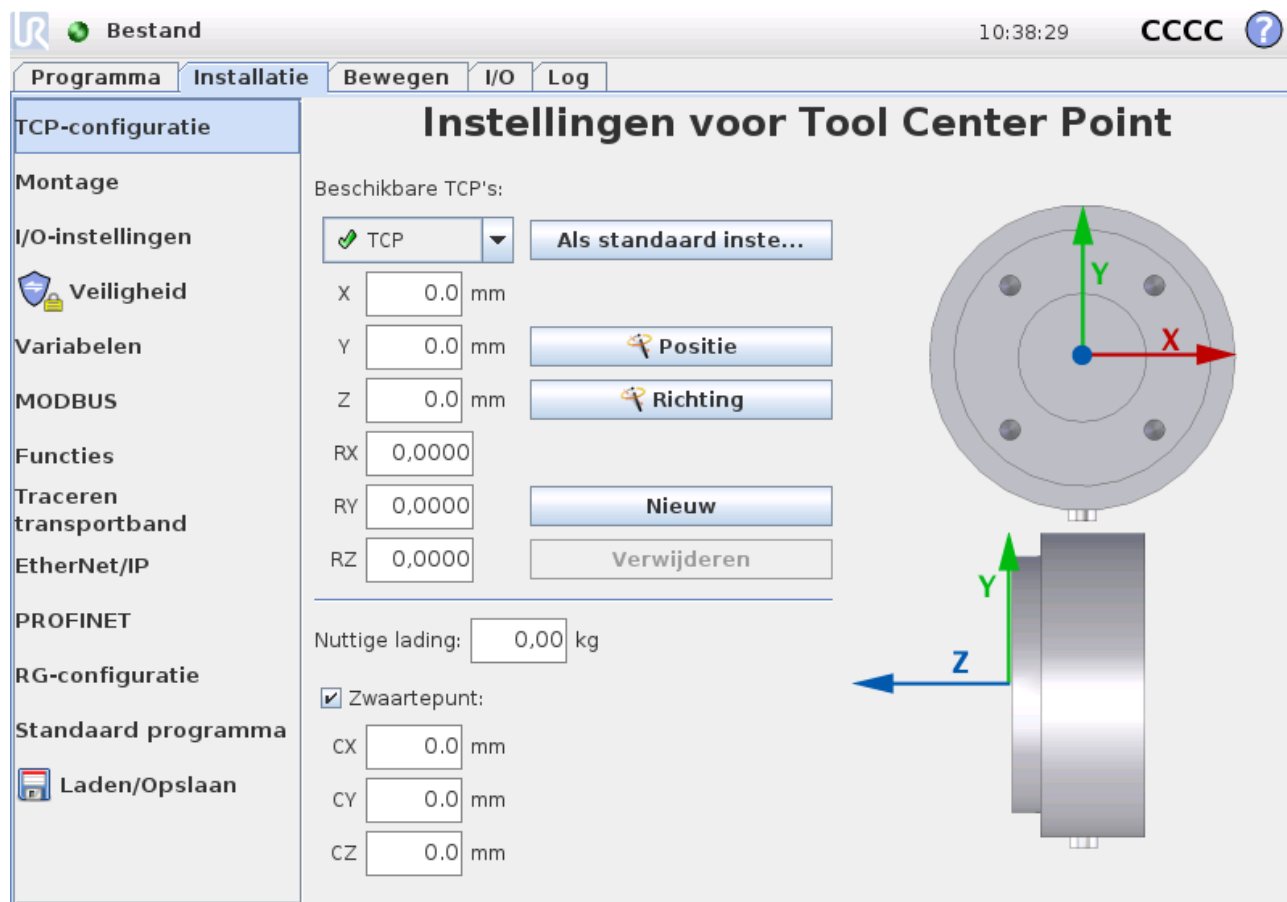 UR Bestand 10:38:29 CCCC ?
Programma Installatie Bewegen I/O Log
TCP-configuratie
Montage
I/O-instellingen
Veiligheid
Variabelen
MODBUS
Functies
Traceren
transportband
EtherNet/IP
PROFINET
RG-configuratie
Standaard programma
Laden/Opslaan
Instellingen voor Tool Center Point
Beschikbare TCP's:
TCP Als standaard inste...
X 0.0 mm
Y 0.0 mm Positie
Z 0.0 mm Richting
RX 0,0000
RY 0,0000 Nieuw
RZ 0,0000 Verwijderen
Nuttige lading: 0,00 kg
Zwaartepunt:
CX 0.0 mm
CY 0.0 mm
CZ 0.0 mm
Y
X
Y
Z